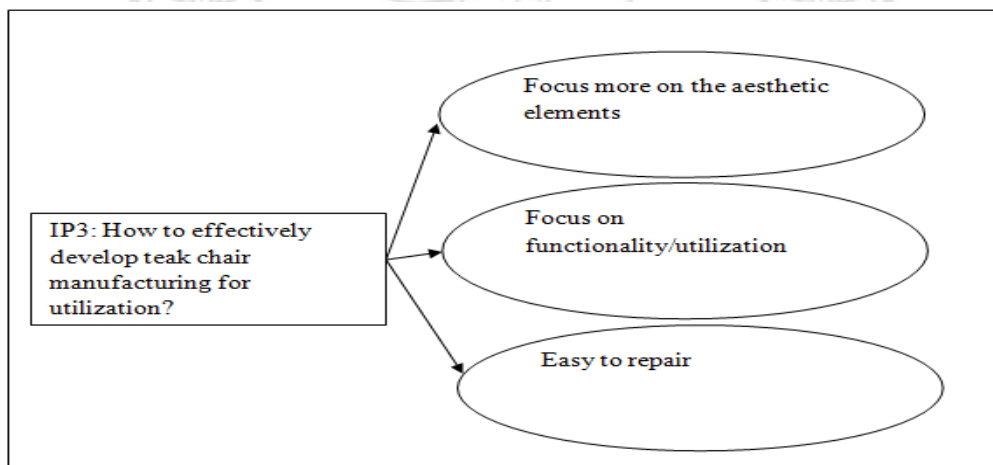 Focus more on the aesthetic
elements
IP3: How to effectively
develop teak chair
manufacturing for
utilization?
Focus on
functionality/utilization
Easy to repair